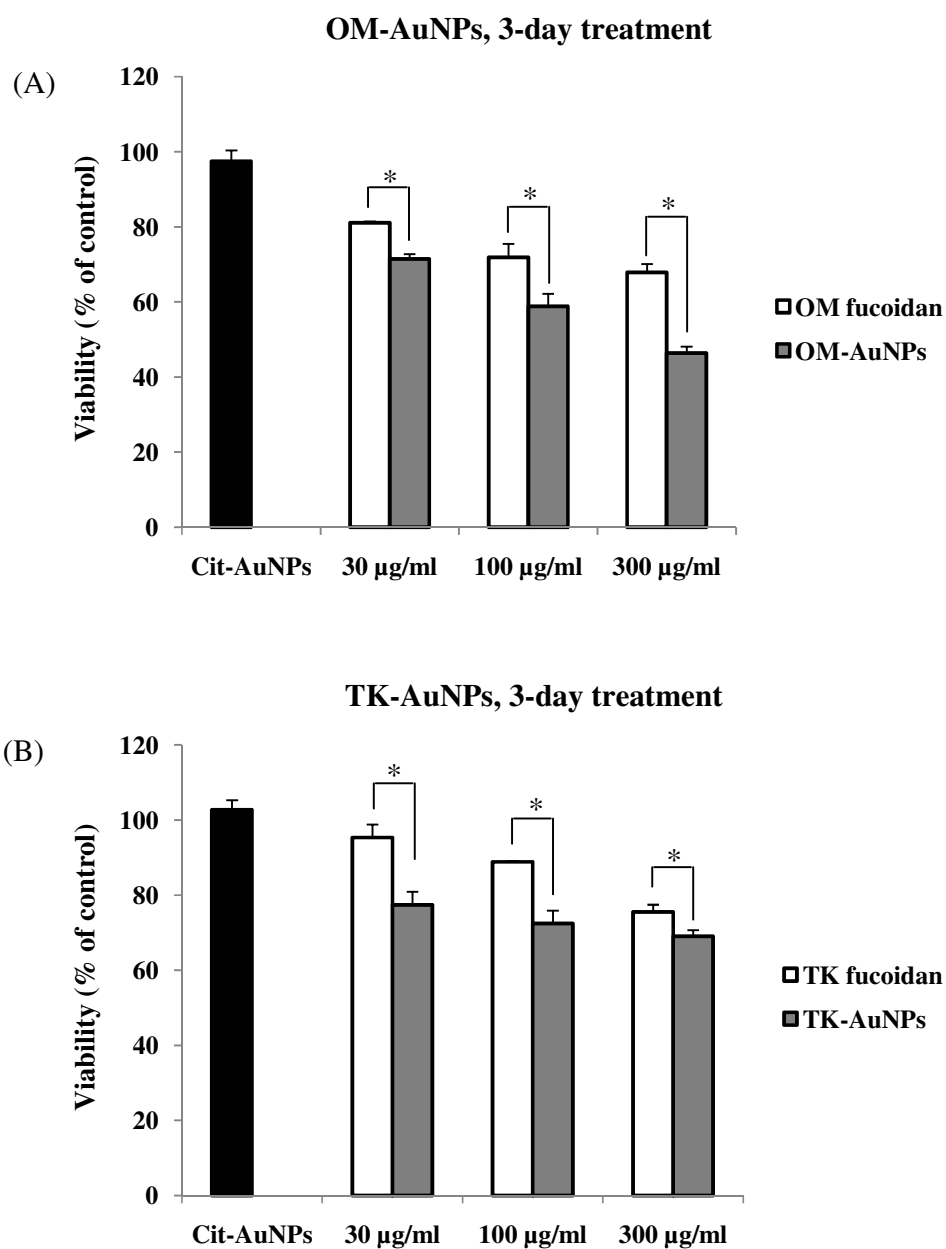 OM-AuNPs, 3-day treatment
(A)
120
100
80
60
40
20
0
Viability (% of control)
*
*
*
OM fucoidan
OM-AuNPs
Cit-AuNPs 30 µg/ml 100 µg/ml 300 µg/ml
TK-AuNPs, 3-day treatment
(B)
120
100
80
60
40
20
0
Viability (% of control)
*
*
*
TK fucoidan
TK-AuNPs
Cit-AuNPs 30 µg/ml 100 µg/ml 300 µg/ml